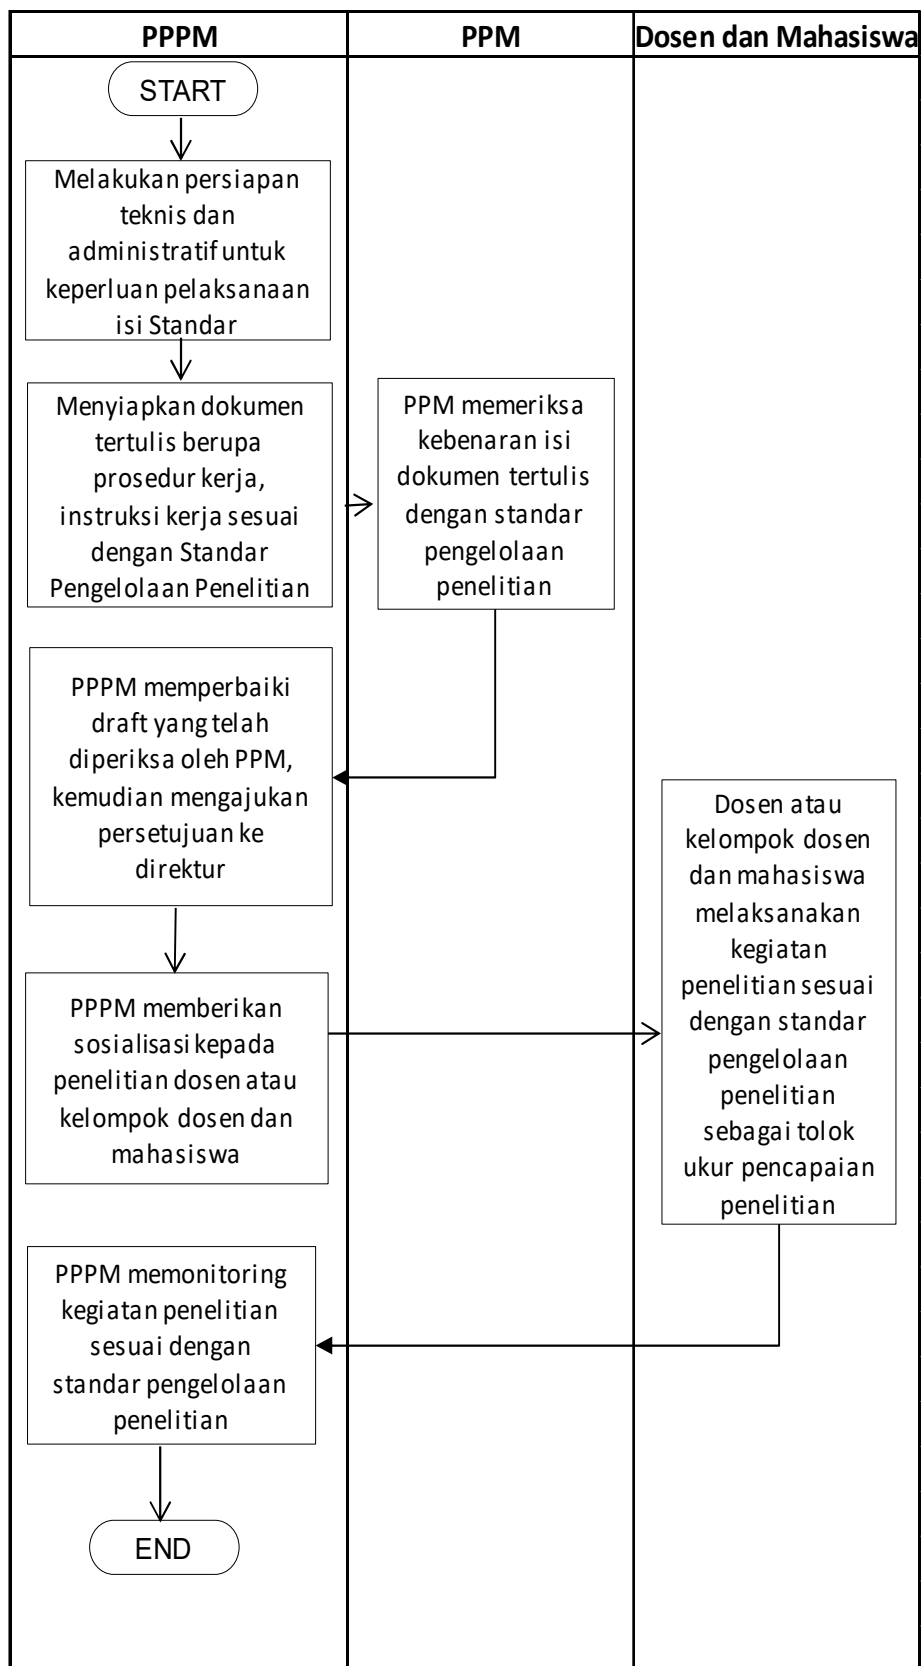 PPPM
PPM
Dosen dan Mahasiswa
START
Melakukan persiapan
teknis dan
administratif untuk
keperluan pelaksanaan
isi Standar
Menyiapkan dokumen
tertulis berupa
prosedur kerja,
instruksi kerja sesuai
dengan Standar
Pengelolaan Penelitian
PPM memeriksa
kebenaran isi
dokumen tertulis
dengan standar
pengelolaan
penelitian
PPPM memperbaiki
draft yang telah
diperiksa oleh PPM,
kemudian mengajukan
persetujuan ke
direktur
PPPM memberikan
sosialisasi kepada
penelitian dosen atau
kelompok dosen dan
mahasiswa
Dosen atau
kelompok dosen
dan mahasiswa
melaksanakan
kegiatan
penelitian sesuai
dengan standar
pengelolaan
penelitian
sebagai tolok
ukur pencapaian
penelitian
PPPM memonitoring
kegiatan penelitian
sesuai dengan
standar pengelolaan
penelitian
END